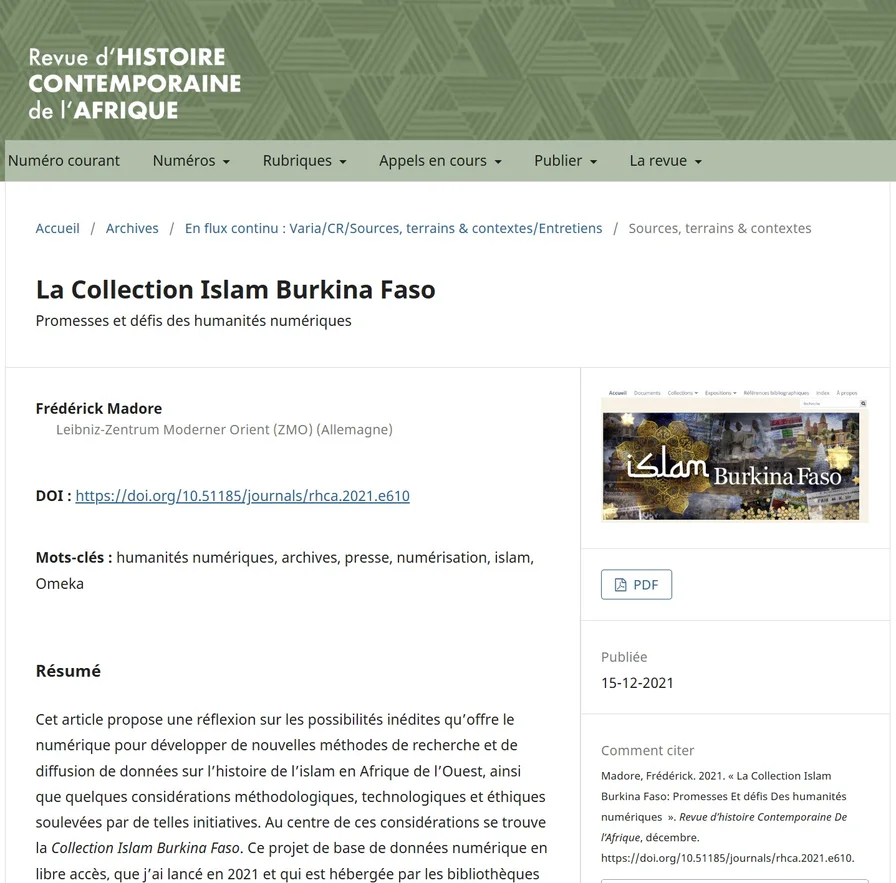 Revue d'HISTOIRE
CONTEMPORAINE
de l'AFRIQUE
Numéro courant Numéros Rubriques Appels en cours Publier La revue
Accueil / Archives / En flux continu : Varia/CR/Sources, terrains & contextes/Entretiens / Sources, terrains & contextes
La Collection Islam Burkina Faso
Promesses et défis des humanités numériques
Frédérick Madore
Leibniz-Zentrum Moderner Orient (ZMO) (Allemagne)
DOI : https://doi.org/10.51185/journals/rhca.2021.e610
Mots-clés : humanités numériques, archives, presse, numérisation, islam,
Omeka
Résumé
Cet article propose une réflexion sur les possibilités inédites qu’offre le
numérique pour développer de nouvelles méthodes de recherche et de
diffusion de données sur l’histoire de l’islam en Afrique de l’Ouest, ainsi
que quelques considérations méthodologiques, technologiques et éthiques
soulevées par de telles initiatives. Au centre de ces considérations se trouve
la Collection Islam Burkina Faso. Ce projet de base de données numérique en
libre accès, que j’ai lancé en 2021 et qui est hébergée par les bibliothèques
Accueil Documents Collections Expositions Références bibliographiques Index À propos
Recherche
islam Burkina Faso
PDF
Publiée
15-12-2021
Comment citer
Madore, Frédérick. 2021. « La Collection Islam
Burkina Faso: Promesses Et défis Des humanités
numériques ». Revue d’histoire Contemporaine De
l’Afrique, décembre.
https://doi.org/10.51185/journals/rhca.2021.e610.